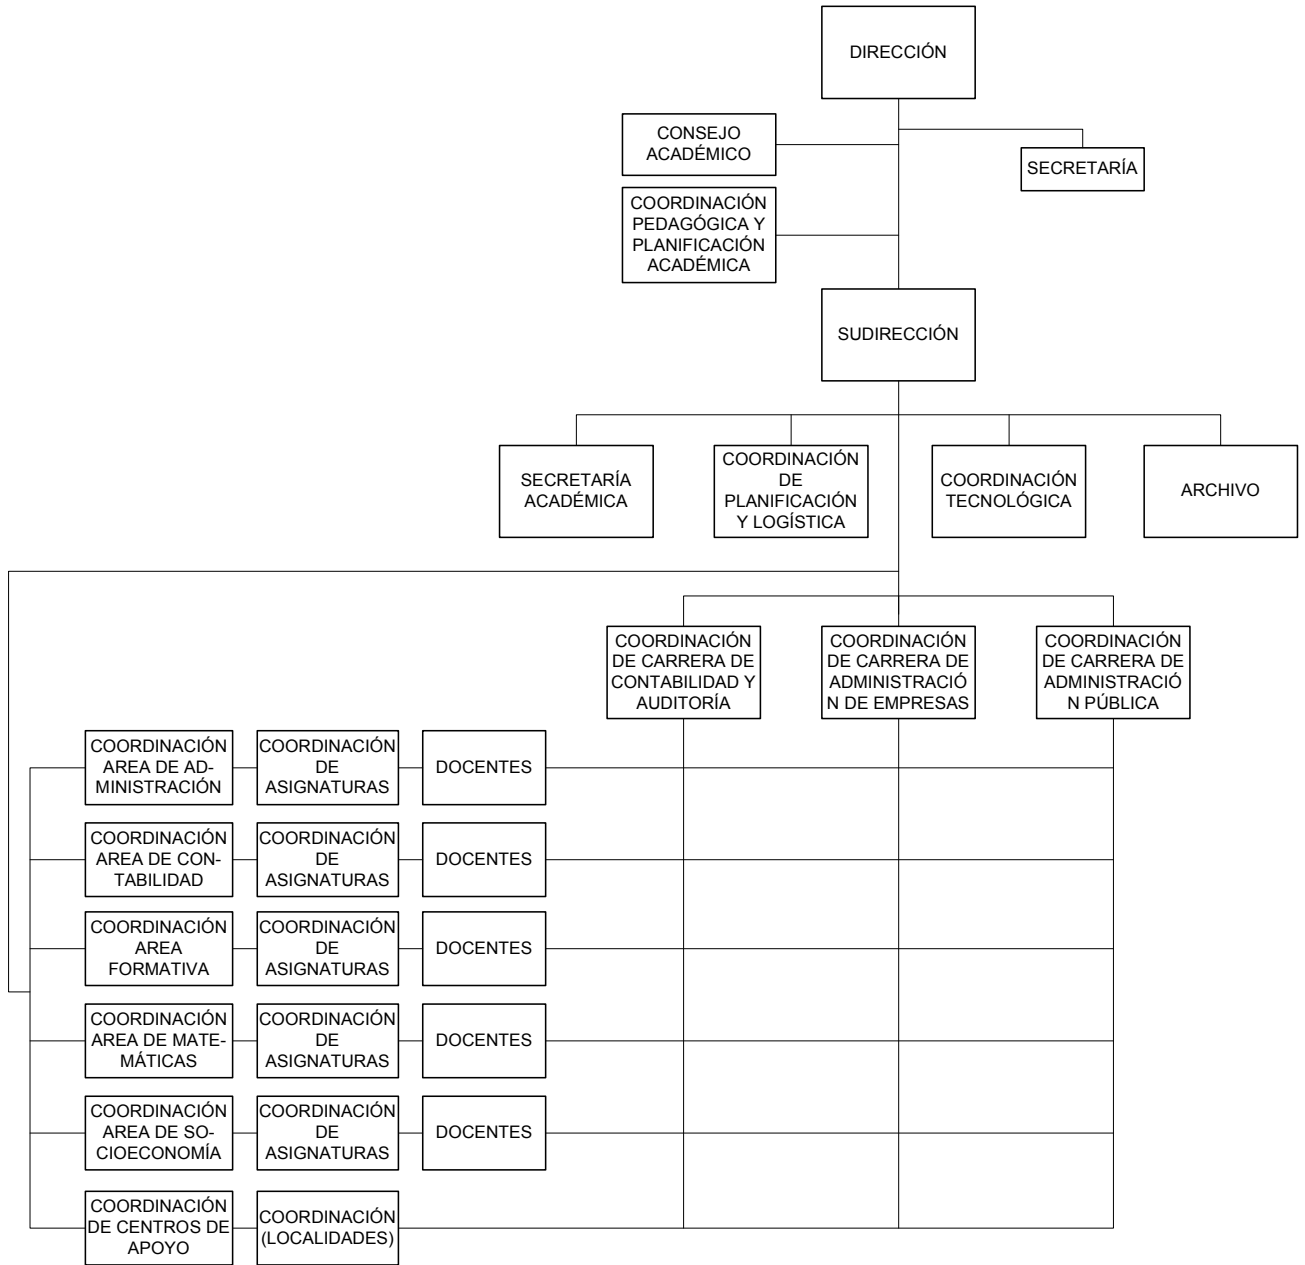 DIRECCIÓN
CONSEJO
ACADÉMICO
SECRETARÍA
COORDINACIÓN
PEDAGÓGICA Y
PLANIFICACIÓN
ACADÉMICA
SUDIRECCIÓN
SECRETARÍA
ACADÉMICA
COORDINACIÓN
DE
PLANIFICACIÓN
Y LOGÍSTICA
COORDINACIÓN
TECNOLÓGICA
ARCHIVO
COORDINACIÓN
DE CARRERA DE
CONTABILIDAD Y
AUDITORÍA
COORDINACIÓN
DE CARRERA DE
ADMINISTRACIÓ
N DE EMPRESAS
COORDINACIÓN
DE CARRERA DE
ADMINISTRACIÓ
N PÚBLICA
COORDINACIÓN
AREA DE AD-
MINISTRACIÓN
COORDINACIÓN
DE
ASIGNATURAS
DOCENTES
COORDINACIÓN
AREA DE CON-
TABILIDAD
COORDINACIÓN
DE
ASIGNATURAS
DOCENTES
COORDINACIÓN
AREA
FORMATIVA
COORDINACIÓN
DE
ASIGNATURAS
DOCENTES
COORDINACIÓN
AREA DE MATE-
MÁTICAS
COORDINACIÓN
DE
ASIGNATURAS
DOCENTES
COORDINACIÓN
AREA DE SO-
CIOECONOMÍA
COORDINACIÓN
DE
ASIGNATURAS
DOCENTES
COORDINACIÓN
DE CENTROS DE
APOYO
COORDINACIÓN
(LOCALIDADES)